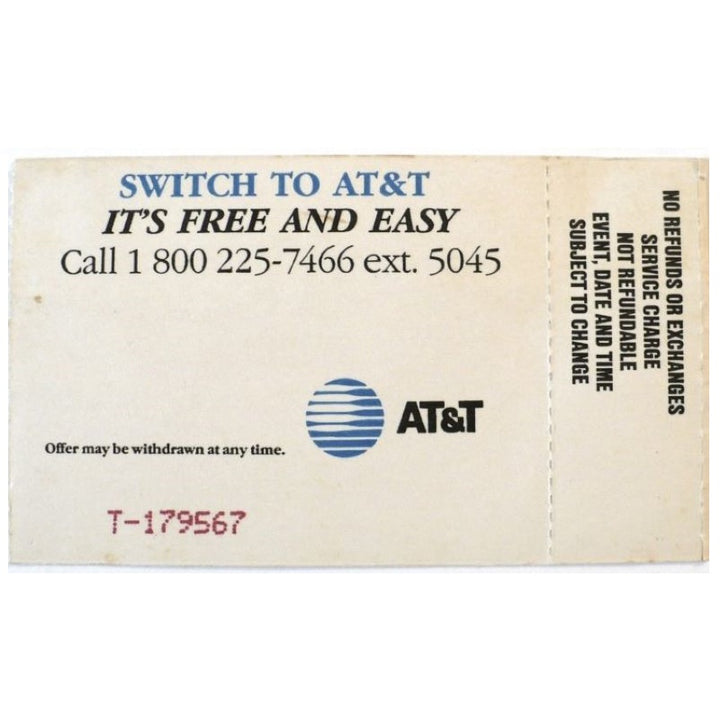 SWITCH TO AT&T
IT'S FREE AND EASY
Call 1 800 225-7466 ext. 5045
AT&T
Offer may be withdrawn at any time.
T-179567
NO REFUNDS OR EXCHANGES
SERVICE CHARGE
NOT REFUNDABLE
EVENT, DATE AND TIME
SUBJECT TO CHANGE